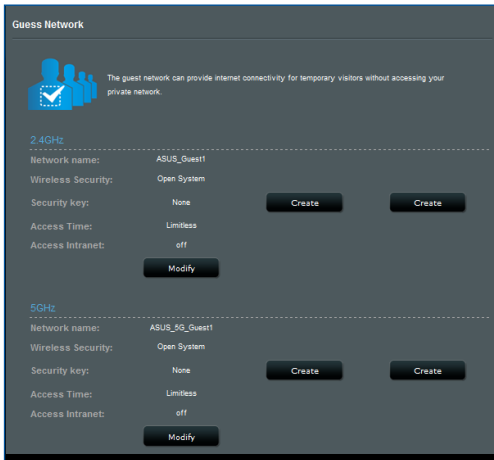 Guess Network
The guest network can provide internet connectivity for temporary visitors without accessing your
private network.
2.4GHz
Network name: ASUS_Guest1
Wireless Security: Open System
Security key: None Create Create
Access Time: Limitless
Access Intranet: off
Modify
5GHz
Network name: ASUS_5G_Guest1
Wireless Security: Open System
Security key: None Create Create
Access Time: Limitless
Access Intranet: off
Modify